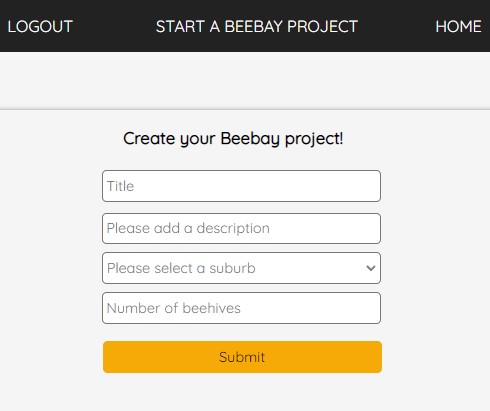 LOGOUT START A BEEBAY PROJECT HOME
Create your Beebay project!
Title
Please add a description
Please select a suburb
Number of beehives
Submit